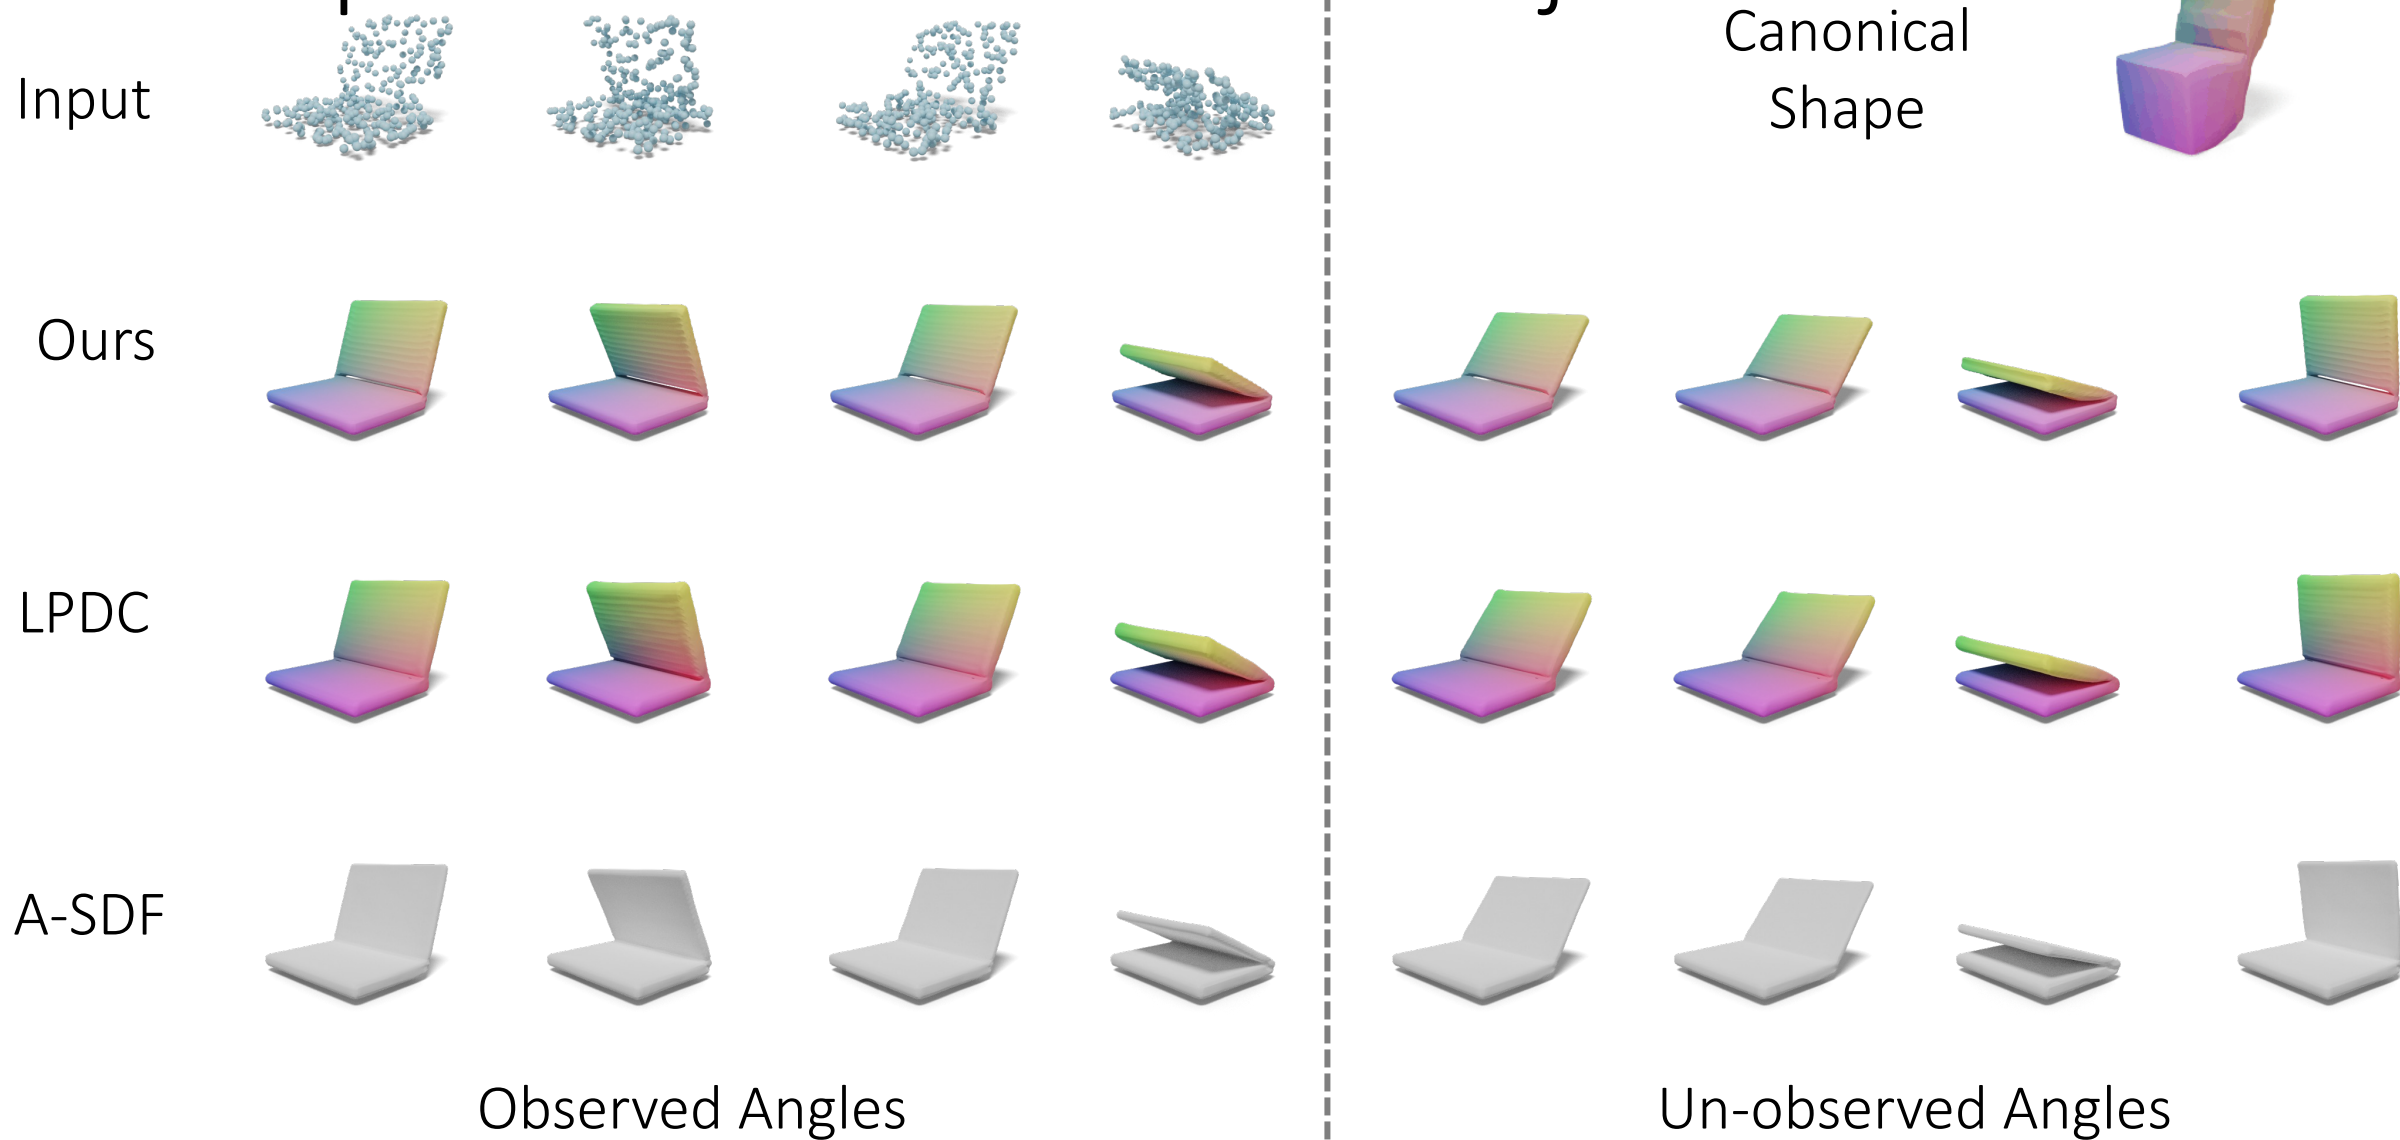 Canonical
Shape
Input
Ours
LPDC
A-SDF
Observed Angles
Un-observed Angles